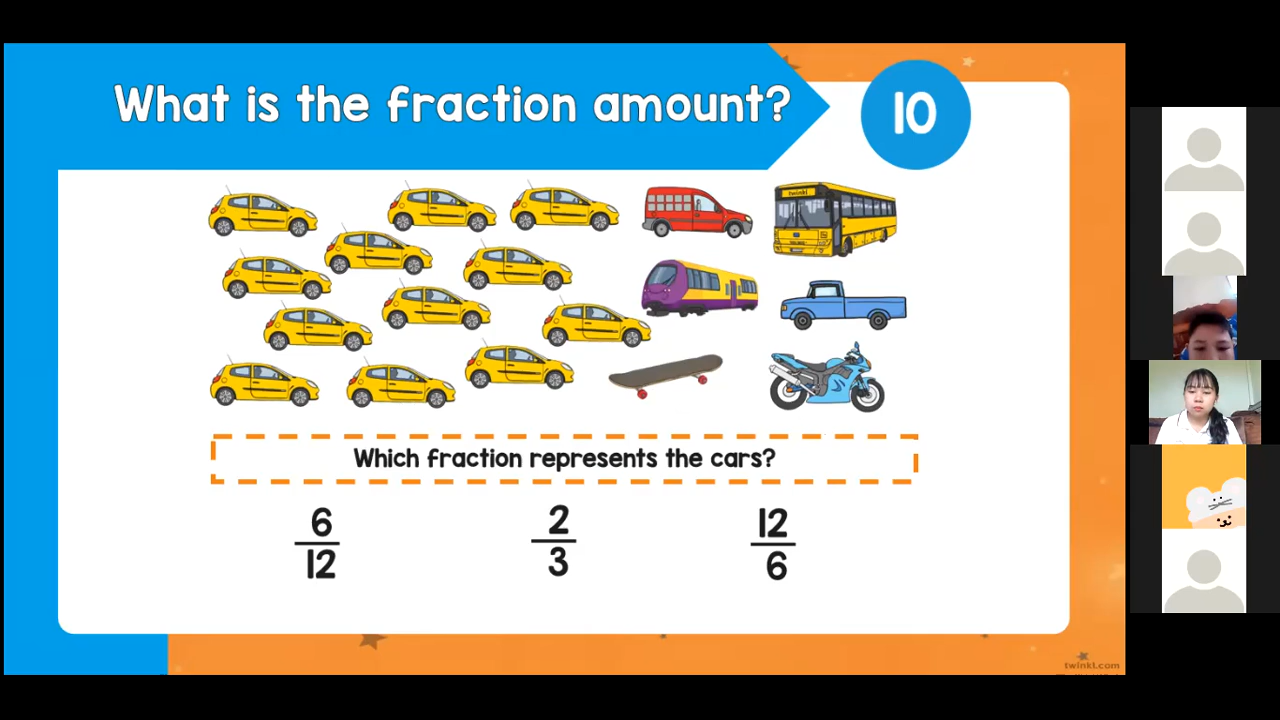 What is the fraction amount?
10
twinkl
Which fraction represents the cars?
6
12
2
3
12
6
twinkl.com